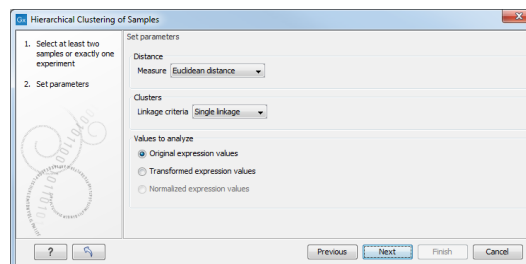 Gx Hierarchical Clustering of Samples
1. Select at least two
samples or exactly one
experiment
2. Set parameters
Set parameters
Distance
Measure Euclidean distance
Clusters
Linkage criteria Single linkage
Values to analyze
Original expression values
Transformed expression values
Normalized expression values
? Previous Next Finish Cancel